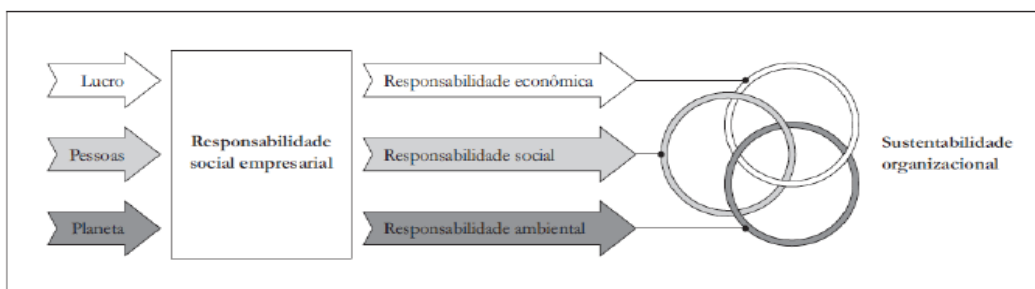 Lucro
Responsabilidade econômica
Responsabilidade
social empresarial
Pessoas
Responsabilidade social
Sustentabilidade
organizacional
Planeta
Responsabilidade ambiental